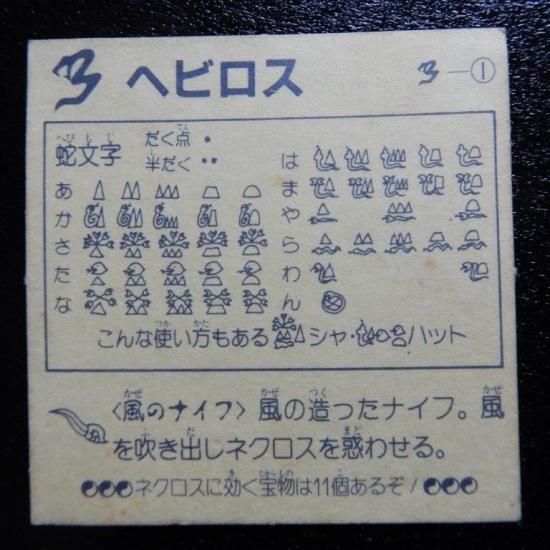 ヘビロス
①
蛇文字 だく点 •
半だく ••
あ
か
さ
た
な
は
ま
や
ら
わ
ん
こんな使い方もある シャ・ハット
〈風のナイフ〉風の造ったナイフ。風
を吹き出しネクロスを惑わせる。
ネクロスに効く宝物は11個あるぞ!